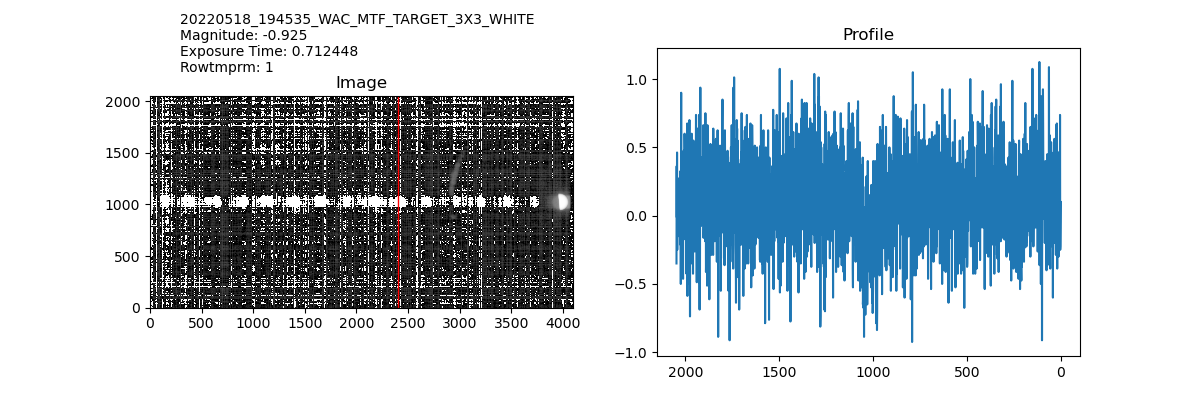 20220518_194535_WAC_MTF_TARGET_3X3_WHITE
Magnitude: -0.925
Exposure Time: 0.712448
Rowtmprm: 1
Image
2000
1500
1000
500
0
0 500 1000 1500 2000 2500 3000 3500 4000
Profile
1.0
0.5
0.0
−0.5
−1.0
2000 1500 1000 500 0